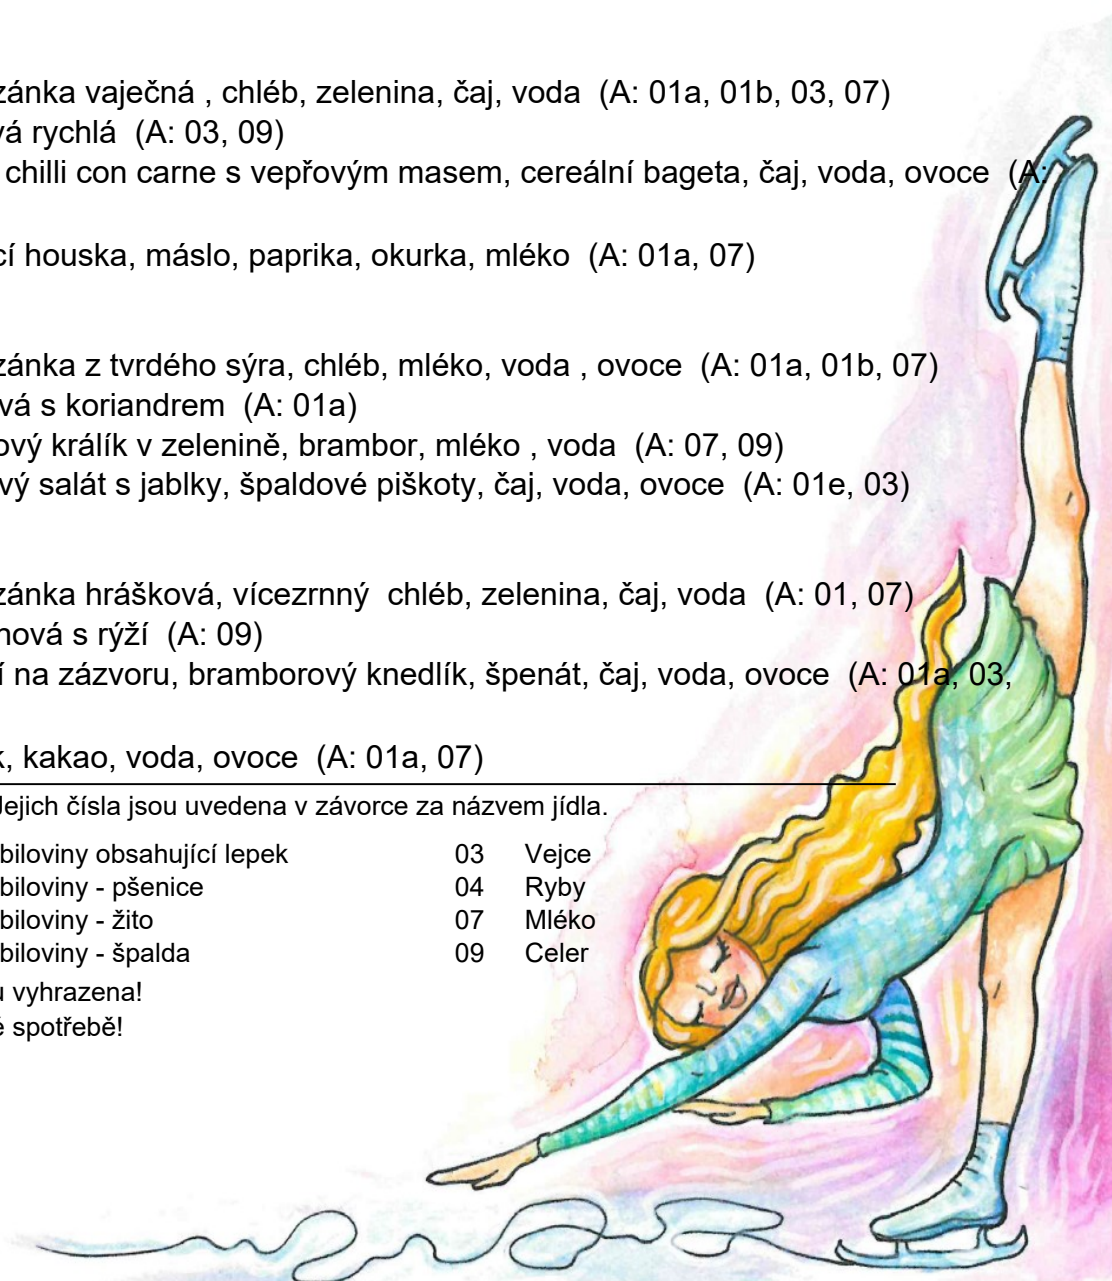 zánka vaječná , chléb, zelenina, čaj, voda (A: 01a, 01b, 03, 07)
vá rychlá (A: 03, 09)
chilli con carne s vepřovým masem, cereální bageta, čaj, voda, ovoce (A:
cí houska, máslo, paprika, okurka, mléko (A: 01a, 07)
zánka z tvrdého sýra, chléb, mléko, voda , ovoce (A: 01a, 01b, 07)
vá s koriandrem (A: 01a)
ový králík v zelenině, brambor, mléko , voda (A: 07, 09)
vý salát s jablky, špaldové piškoty, čaj, voda, ovoce (A: 01e, 03)
zánka hrášková, vícezrnný chléb, zelenina, čaj, voda (A: 01, 07)
nová s rýží (A: 09)
í na zázvoru, bramborový knedlík, špenát, čaj, voda, ovoce (A: 01a, 03,
k, kakao, voda, ovoce (A: 01a, 07)
Jejich čísla jsou uvedena v závorce za názvem jídla.
biloviny obsahující lepek 03 Vejce
biloviny - pšenice 04 Ryby
biloviny - žito 07 Mléko
biloviny - špalda 09 Celer
u vyhrazena!
é spotřebě!